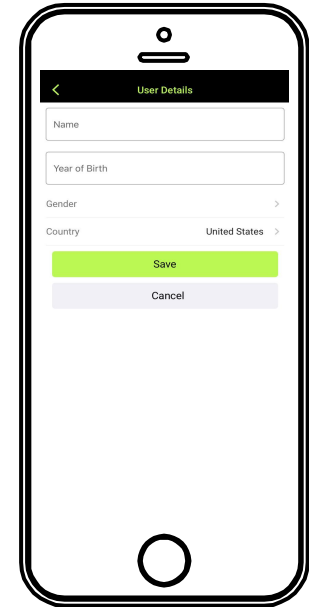 User Details
Name
Year of Birth
Gender
Country United States
Save
Cancel